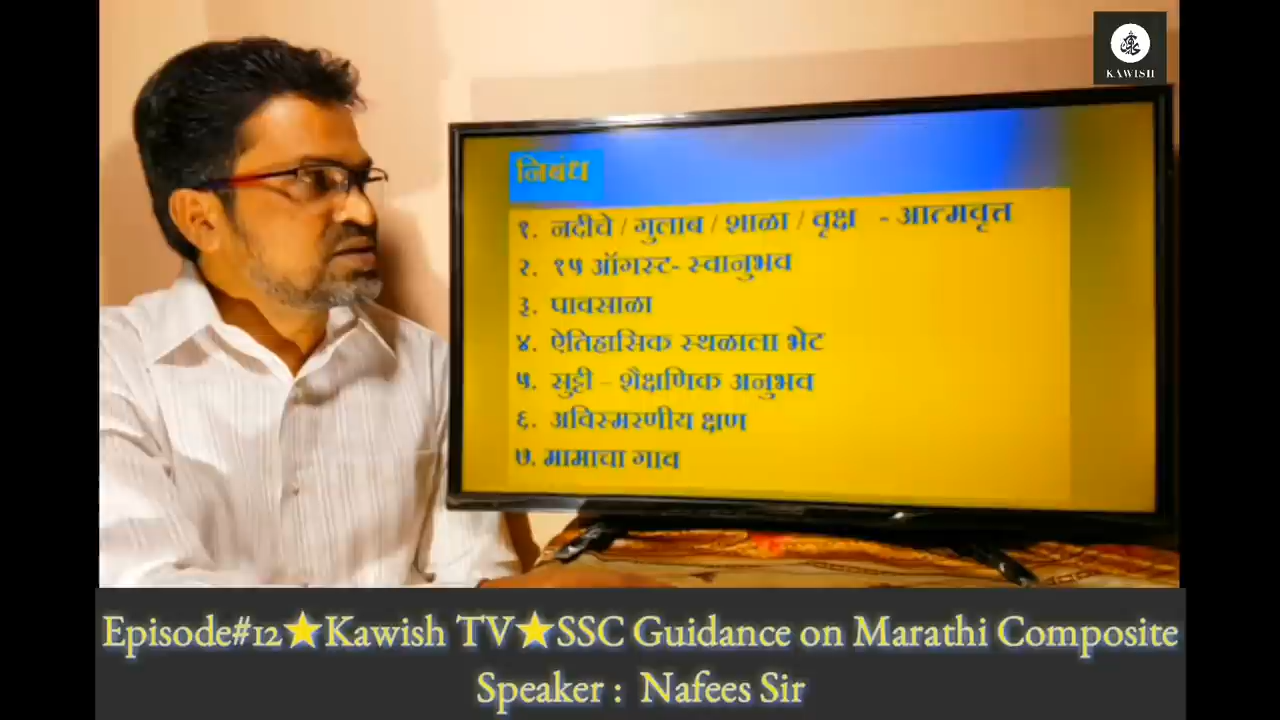 KAWISH
निबंध
१. नदीचे / गुलाब / शाळा / वृक्ष - आत्मवृत्त
२. १५ ऑगस्ट- स्वानुभव
३. पावसाळा
४. ऐतिहासिक स्थळाला भेट
५. सुट्टी - शैक्षणिक अनुभव
६. अविस्मरणीय क्षण
७. मामाचा गाव
Episode#12★Kawish TV★SSC Guidance on Marathi Composite
Speaker : Nafees Sir